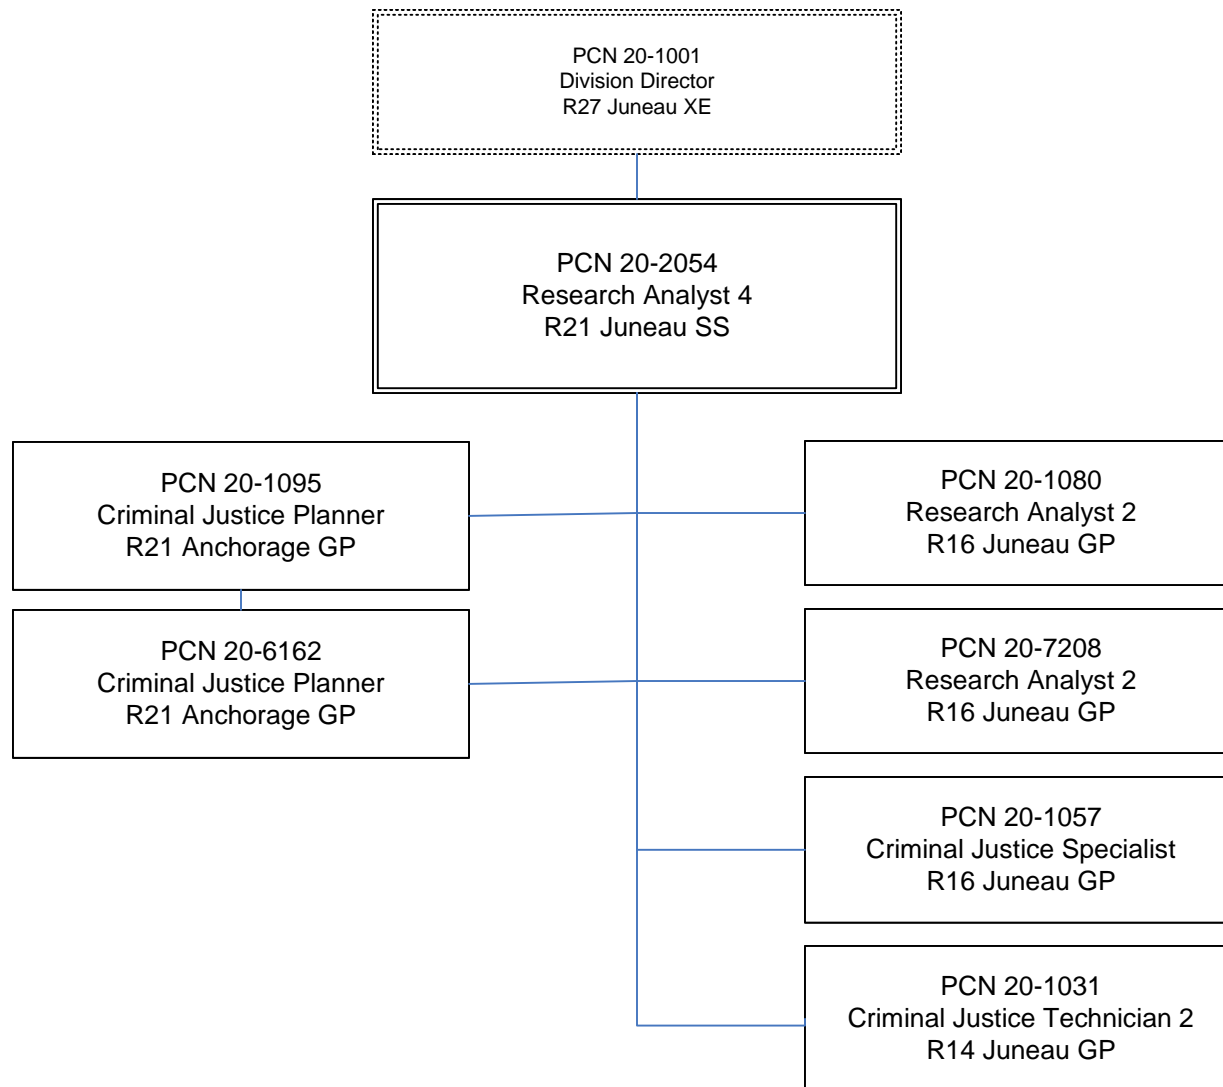 PCN 20-1001
Division Director
R27 Juneau XE
PCN 20-2054
Research Analyst 4
R21 Juneau SS
PCN 20-1095
Criminal Justice Planner
R21 Anchorage GP
PCN 20-6162
Criminal Justice Planner
R21 Anchorage GP
PCN 20-1080
Research Analyst 2
R16 Juneau GP
PCN 20-7208
Research Analyst 2
R16 Juneau GP
PCN 20-1057
Criminal Justice Specialist
R16 Juneau GP
PCN 20-1031
Criminal Justice Technician 2
R14 Juneau GP